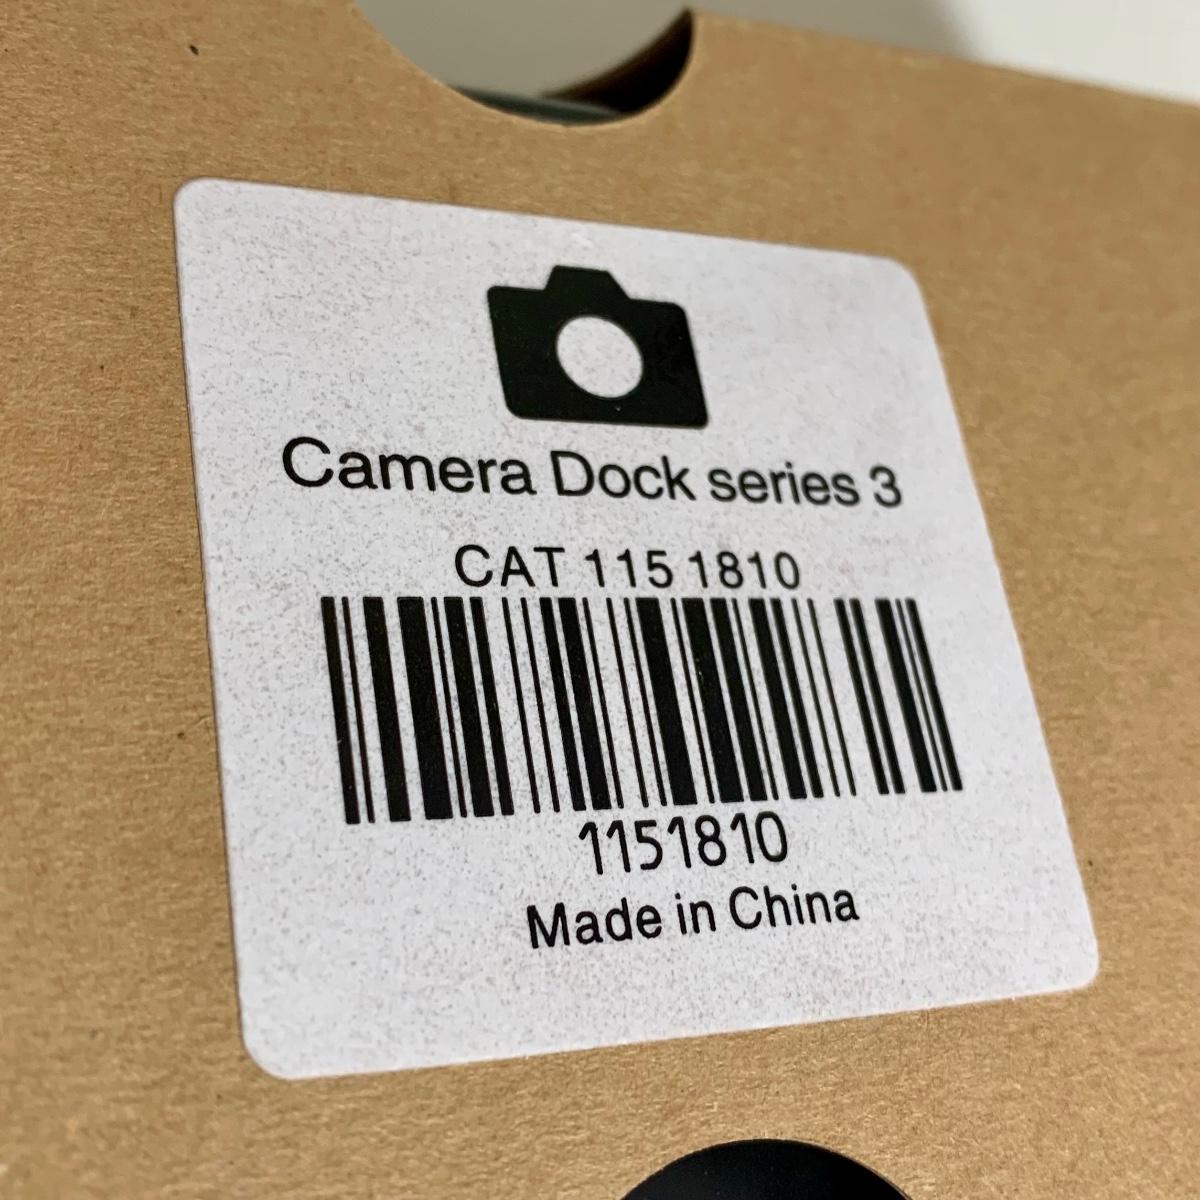 Camera Dock series 3
CAT 115 1810
1151810
Made in China